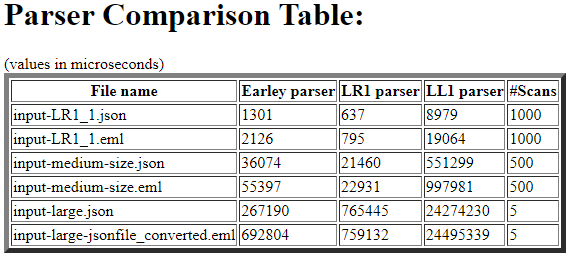 Parser Comparison Table:
(values in microseconds)
File name Earley parser LR1 parser LL1 parser #Scans
input-LR1_1.json 1301 637 8979 1000
input-LR1_1.eml 2126 795 19064 1000
input-medium-size.json 36074 21460 551299 500
input-medium-size.eml 55397 22931 997981 500
input-large.json 267190 765445 24274230 5
input-large-jsonfile_converted.eml 692804 759132 24495339 5